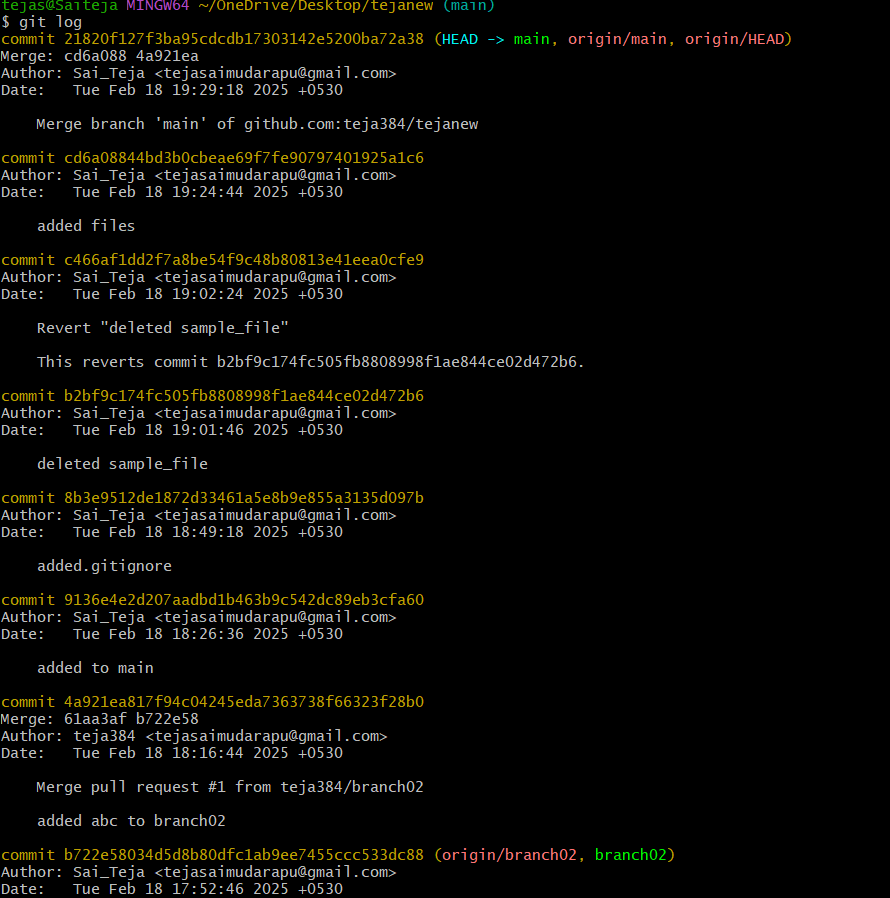 tejas@Saiteja MINGW64 ~/OneDrive/Desktop/tejanew (main)
$ git log
commit 21820f127f3ba95cdcdb17303142e5200ba72a38 (HEAD -> main, origin/main, origin/HEAD)
Merge: cd6a088 4a921ea
Author: Sai_Teja <tejasaimudarapu@gmail.com>
Date:   Tue Feb 18 19:29:18 2025 +0530

    Merge branch 'main' of github.com:teja384/tejanew

commit cd6a08844bd3b0cbeae69f7fe90797401925a1c6
Author: Sai_Teja <tejasaimudarapu@gmail.com>
Date:   Tue Feb 18 19:24:44 2025 +0530

    added files

commit c466af1dd2f7a8be54f9c48b80813e41eea0cfe9
Author: Sai_Teja <tejasaimudarapu@gmail.com>
Date:   Tue Feb 18 19:02:24 2025 +0530

    Revert "deleted sample_file"

    This reverts commit b2bf9c174fc505fb8808998f1ae844ce02d472b6.

commit b2bf9c174fc505fb8808998f1ae844ce02d472b6
Author: Sai_Teja <tejasaimudarapu@gmail.com>
Date:   Tue Feb 18 19:01:46 2025 +0530

    deleted sample_file

commit 8b3e9512de1872d33461a5e8b9e855a3135d097b
Author: Sai_Teja <tejasaimudarapu@gmail.com>
Date:   Tue Feb 18 18:49:18 2025 +0530

    added.gitignore

commit 9136e4e2d207aadbd1b463b9c542dc89eb3cfa60
Author: Sai_Teja <tejasaimudarapu@gmail.com>
Date:   Tue Feb 18 18:26:36 2025 +0530

    added to main

commit 4a921ea817f94c04245eda7363738f66323f28b0
Merge: 61aa3af b722e58
Author: teja384 <tejasaimudarapu@gmail.com>
Date:   Tue Feb 18 18:16:44 2025 +0530

    Merge pull request #1 from teja384/branch02

    added abc to branch02

commit b722e58034d5d8b80dfc1ab9ee7455ccc533dc88 (origin/branch02, branch02)
Author: Sai_Teja <tejasaimudarapu@gmail.com>
Date:   Tue Feb 18 17:52:46 2025 +0530